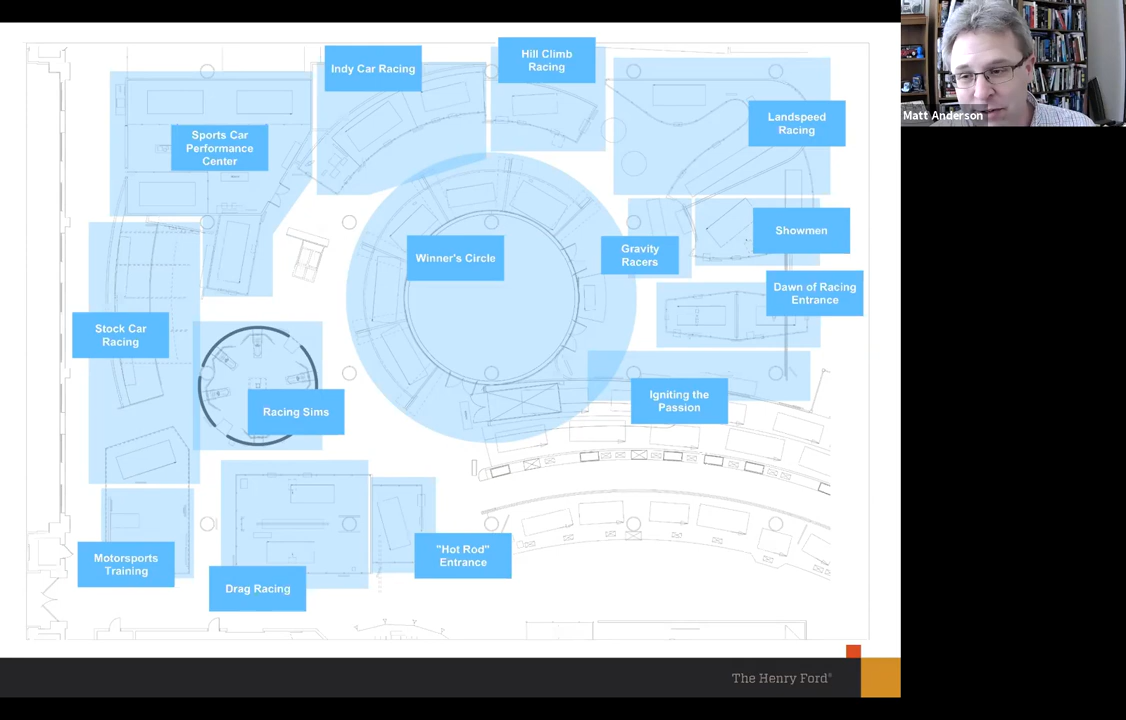 Indy Car Racing
Hill Climb
Racing
Matt Anderson
Landspeed
Racing
Sports Car
Performance
Center
Showmen
Gravity
Racers
Winner's Circle
Dawn of Racing
Entrance
Stock Car
Racing
Igniting the
Passion
Racing Sims
"Hot Rod"
Entrance
Motorsports
Training
Drag Racing
The Henry Ford®